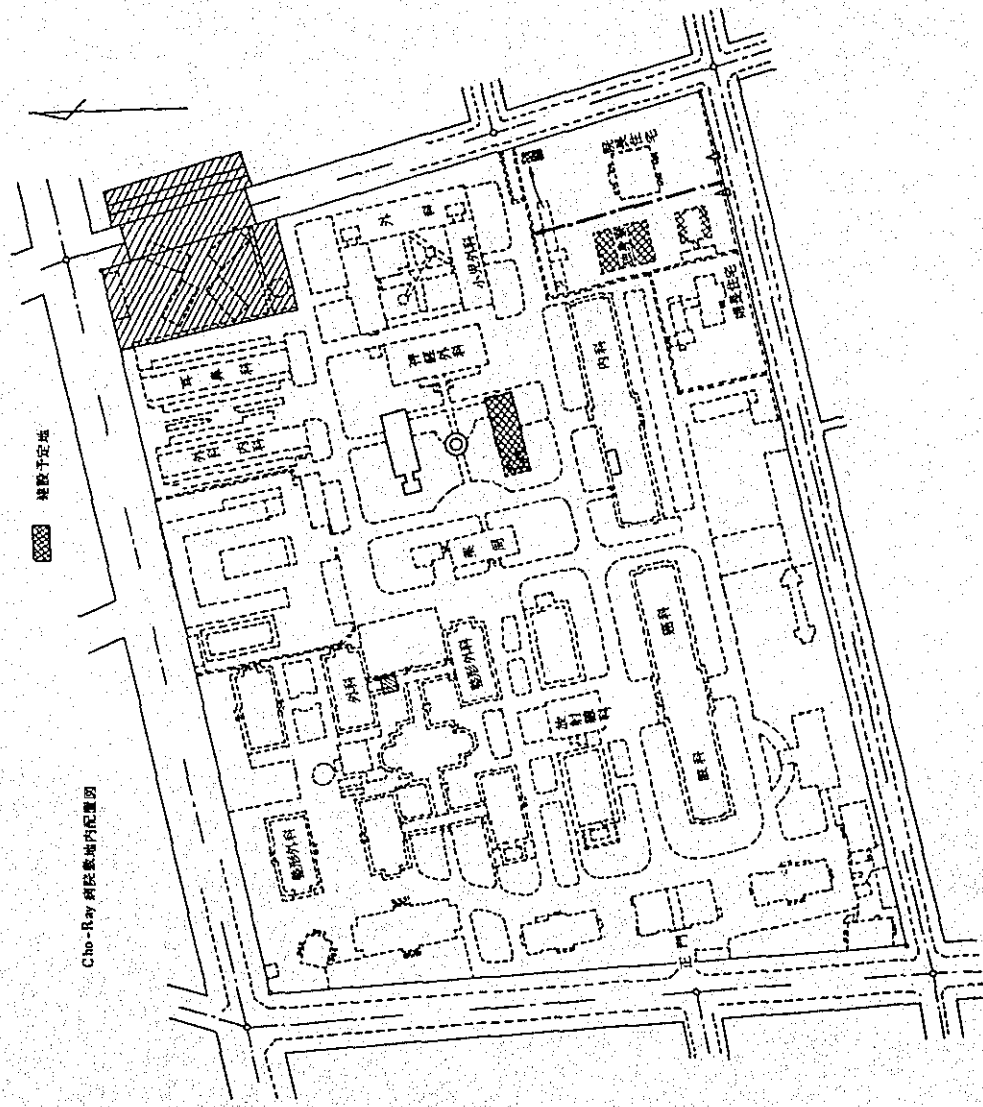 Cho-Ray 病院敷地内配置図
建設予定地
耳鼻科
外科
内科
外科
小児外科
神経外科
院長住宅
内科
薬局
外科
整形外科
放射線科
歯科
眼科
整形外科
正門